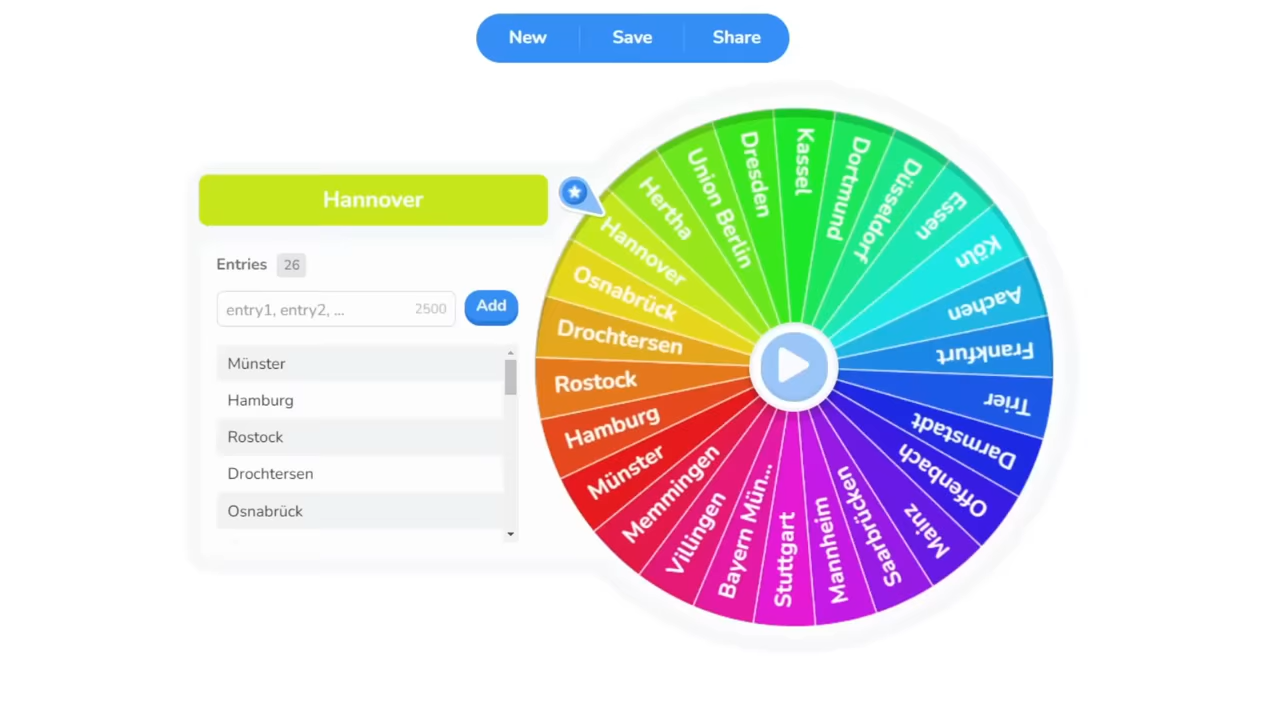 New
Save
Share
Hannover
Entries 26
entry1, entry2, ... 2500
Add
Münster
Hamburg
Rostock
Drochtersen
Osnabrück
Kassel
Dortmund
Düsseldorf
Essen
Köln
Aachen
Frankfurt
Trier
Darmstadt
Offenbach
Mainz
Saarbrücken
Mannheim
Stuttgart
Bayern Mün...
Villingen
Memmingen
Münster
Hamburg
Rostock
Drochtersen
Osnabrück
Hannover
Hertha
Union Berlin
Dresden